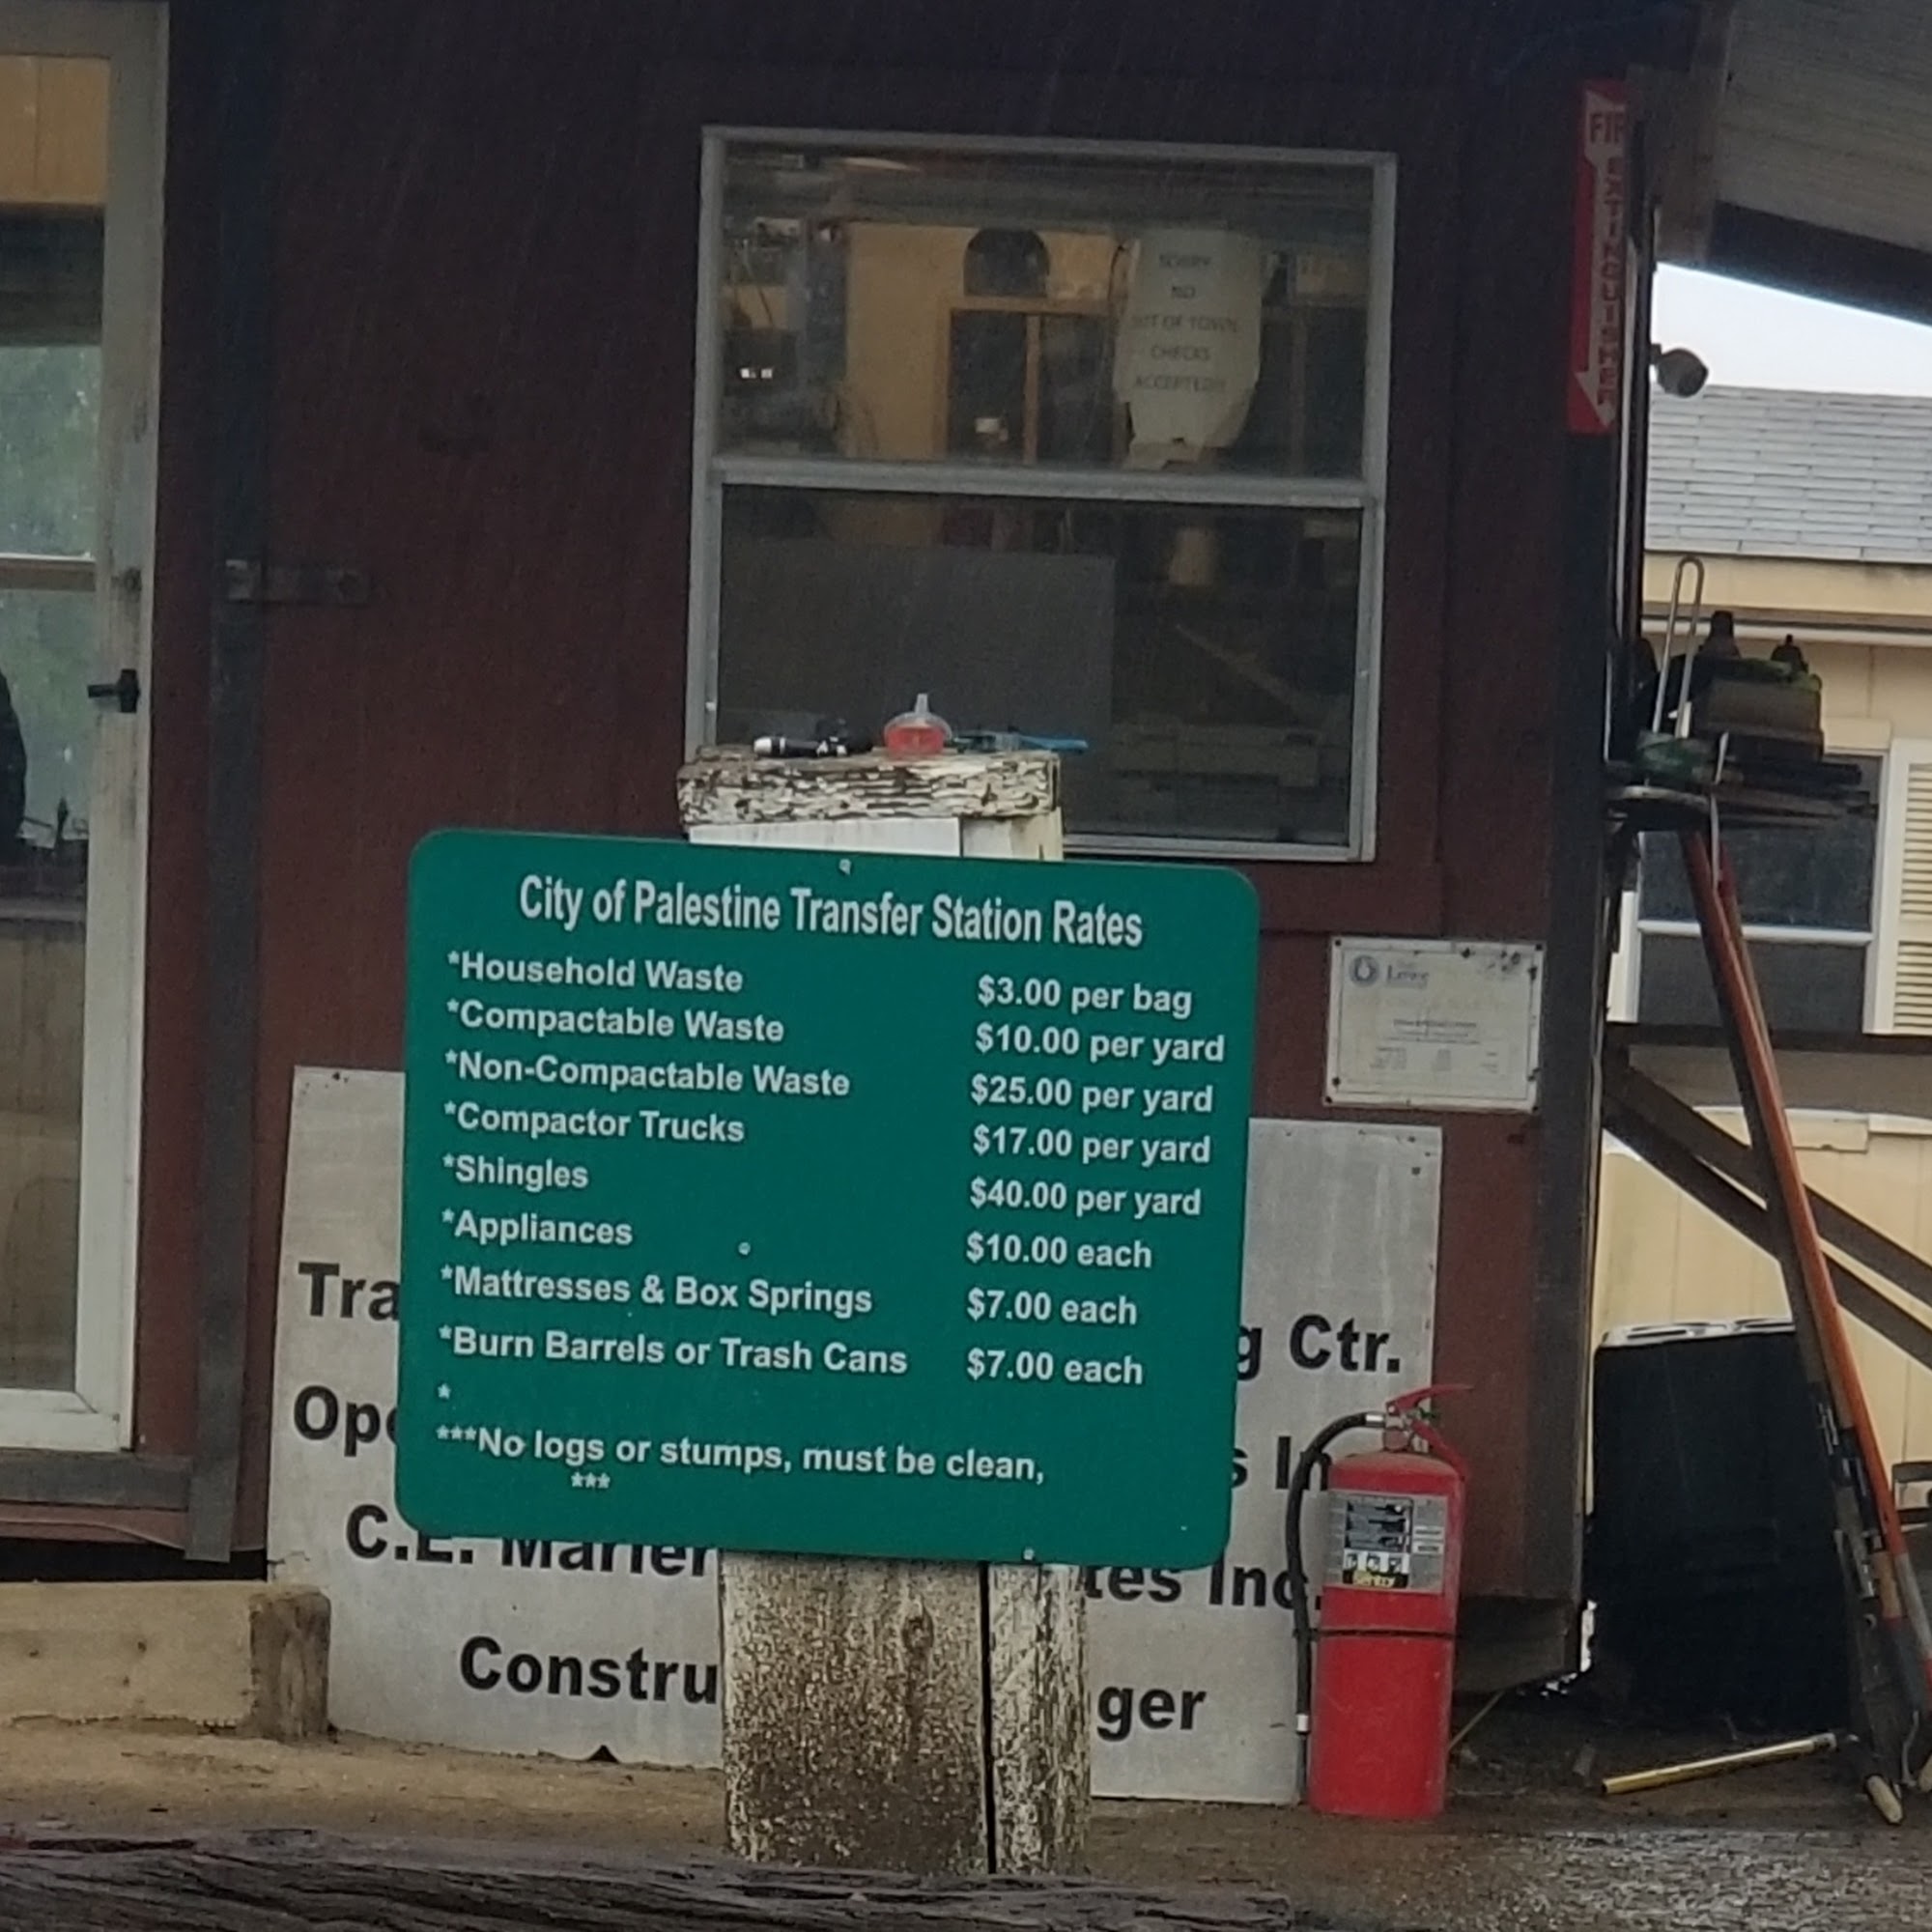 FIR
EXTINGUISHER
SORRY
NO
OUT OF TOWN
CHECKS
ACCEPTED!!!
City of Palestine Transfer Station Rates
*Household Waste $3.00 per bag
*Compactable Waste $10.00 per yard
*Non-Compactable Waste $25.00 per yard
*Compactor Trucks $17.00 per yard
*Shingles $40.00 per yard
*Appliances $10.00 each
*Mattresses & Box Springs $7.00 each
*Burn Barrels or Trash Cans $7.00 each
*
***No logs or stumps, must be clean,
***
Tra g Ctr.
Ope s In
C.E. Marler tes Inc.
Constru ger
Sentry